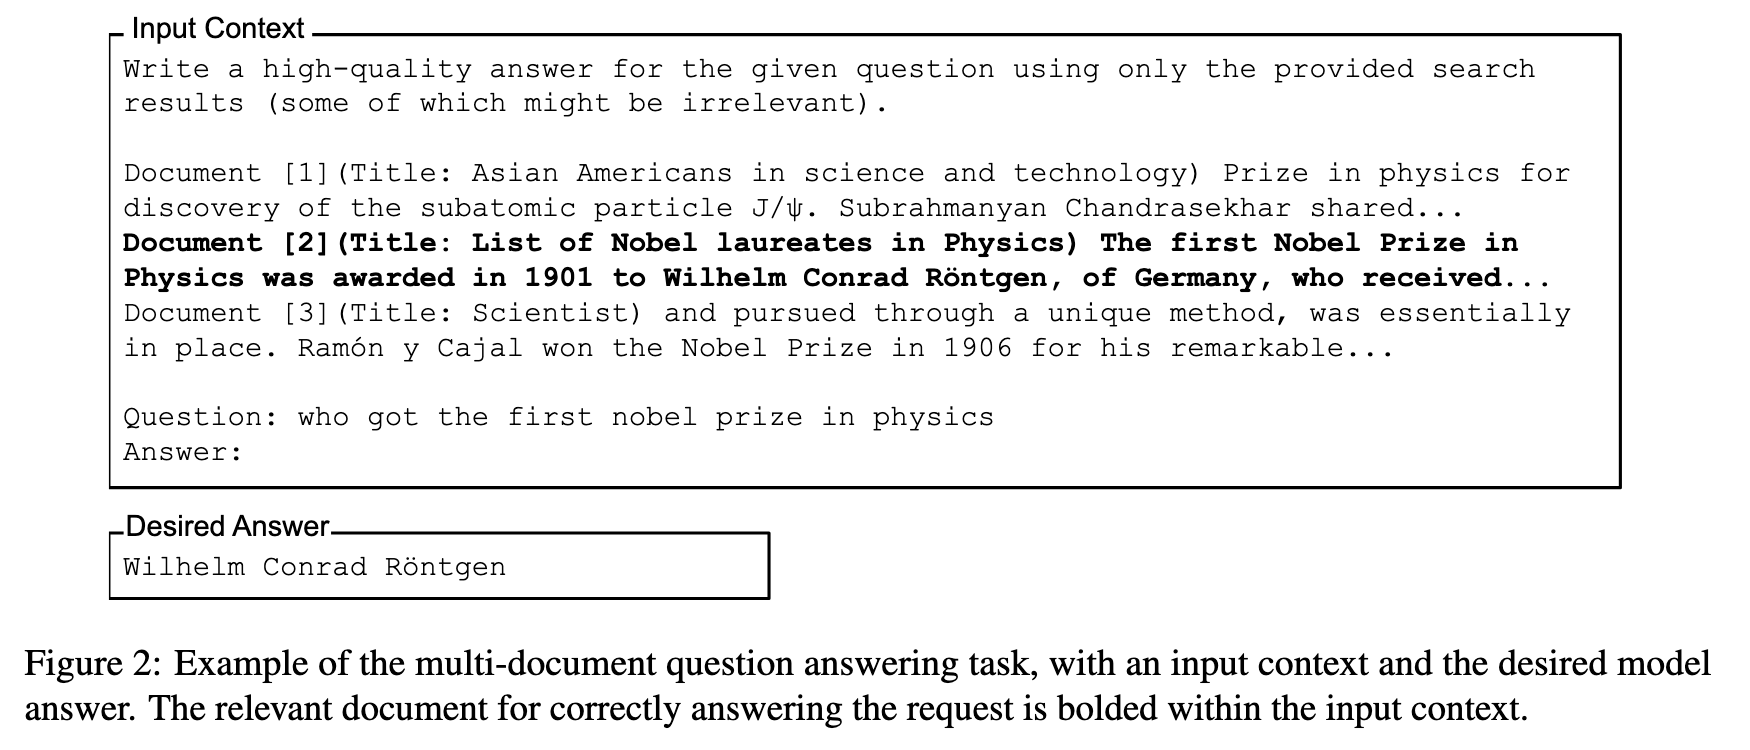 Input Context
Write a high-quality answer for the given question using only the provided search
results (some of which might be irrelevant).
Document [1](Title: Asian Americans in science and technology) Prize in physics for
discovery of the subatomic particle J/ψ. Subrahmanyan Chandrasekhar shared...
Document [2](Title: List of Nobel laureates in Physics) The first Nobel Prize in
Physics was awarded in 1901 to Wilhelm Conrad Röntgen, of Germany, who received...
Document [3](Title: Scientist) and pursued through a unique method, was essentially
in place. Ramón y Cajal won the Nobel Prize in 1906 for his remarkable...
Question: who got the first nobel prize in physics
Answer:
Desired Answer
Wilhelm Conrad Röntgen
Figure 2: Example of the multi-document question answering task, with an input context and the desired model
answer. The relevant document for correctly answering the request is bolded within the input context.